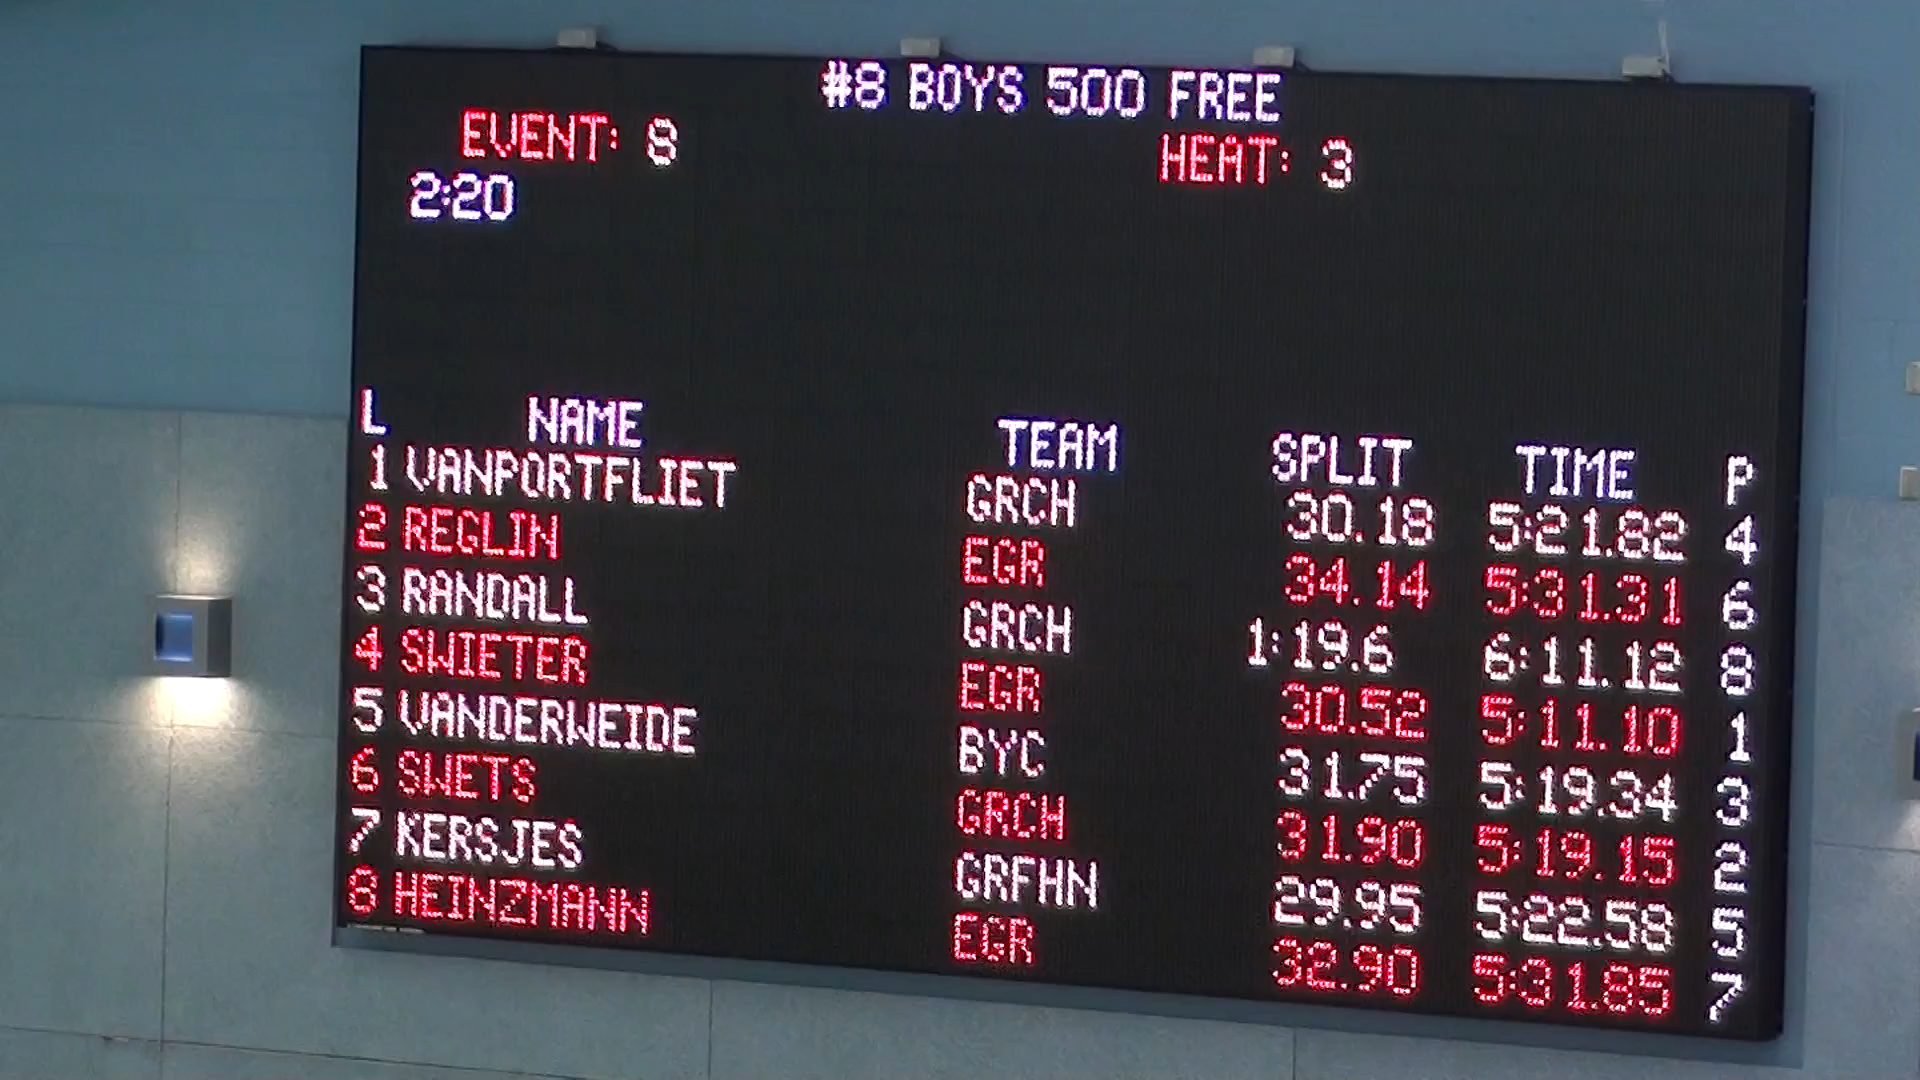 #8 BOYS 500 FREE
EVENT: 8 HEAT: 3
2:20
L NAME TEAM SPLIT TIME P
1 VANPORTFLIET GRCH 30.18 5:21.82 4
2 REGLIN EGR 34.14 5:31.31 6
3 RANDALL GRCH 1:19.6 6:11.12 8
4 SWIETER EGR 30.52 5:11.10 1
5 VANDERWEIDE BYC 31.75 5:19.34 3
6 SWETS GRCH 31.90 5:19.15 2
7 KERSJES GRFHN 29.95 5:22.58 5
8 HEINZMANN EGR 32.90 5:31.85 7